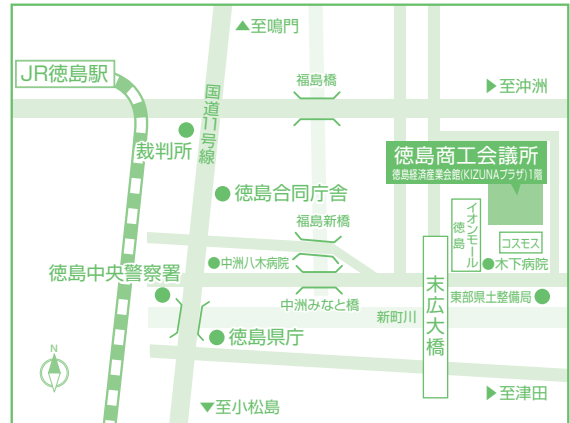 ▲至鳴門
JR徳島駅
福島橋
▶至沖洲
国道11号線
裁判所
徳島商工会議所
徳島経済産業会館(KIZUNAプラザ)1階
徳島合同庁舎
イオンモール徳島
福島新橋
コスモス
中洲八木病院
木下病院
徳島中央警察署
末広大橋
東部県土整備局
中洲みなと橋
新町川
徳島県庁
N
▶至津田
▼至小松島